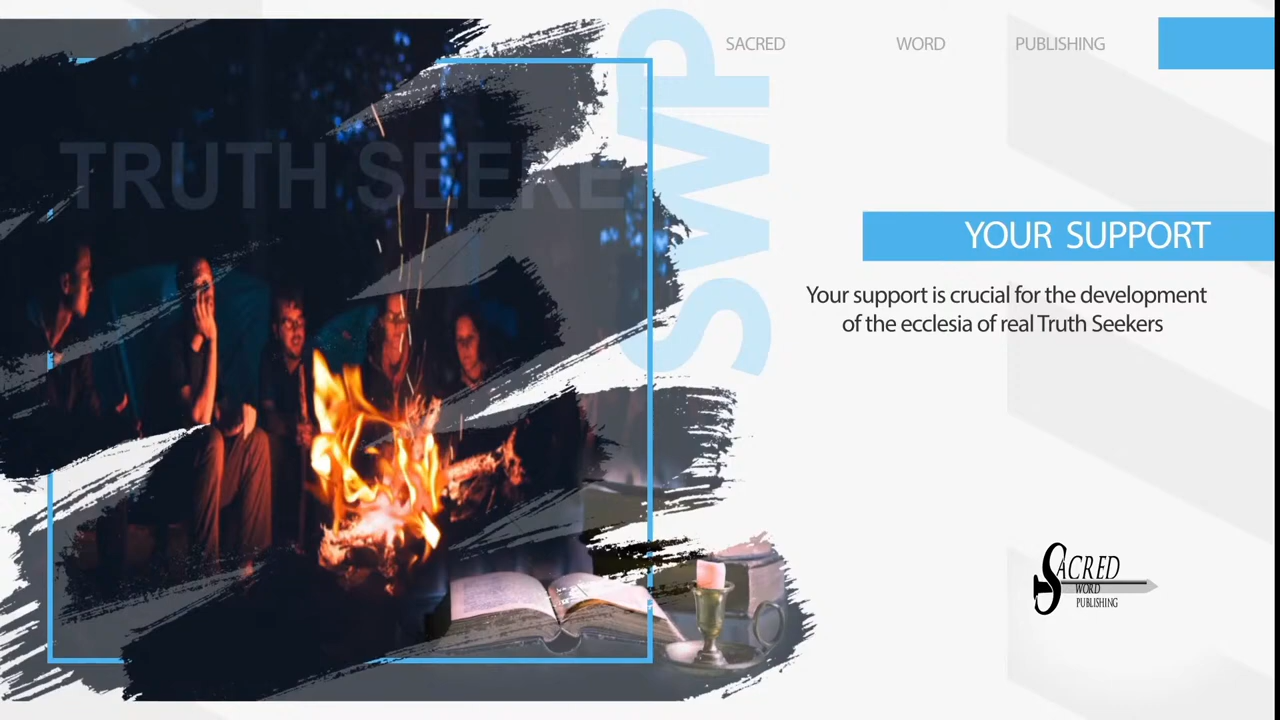 SACRED WORD PUBLISHING
SWP
TRUTH SEEKE
YOUR SUPPORT
Your support is crucial for the development
of the ecclesia of real Truth Seekers
SACRED
WORD
PUBLISHING